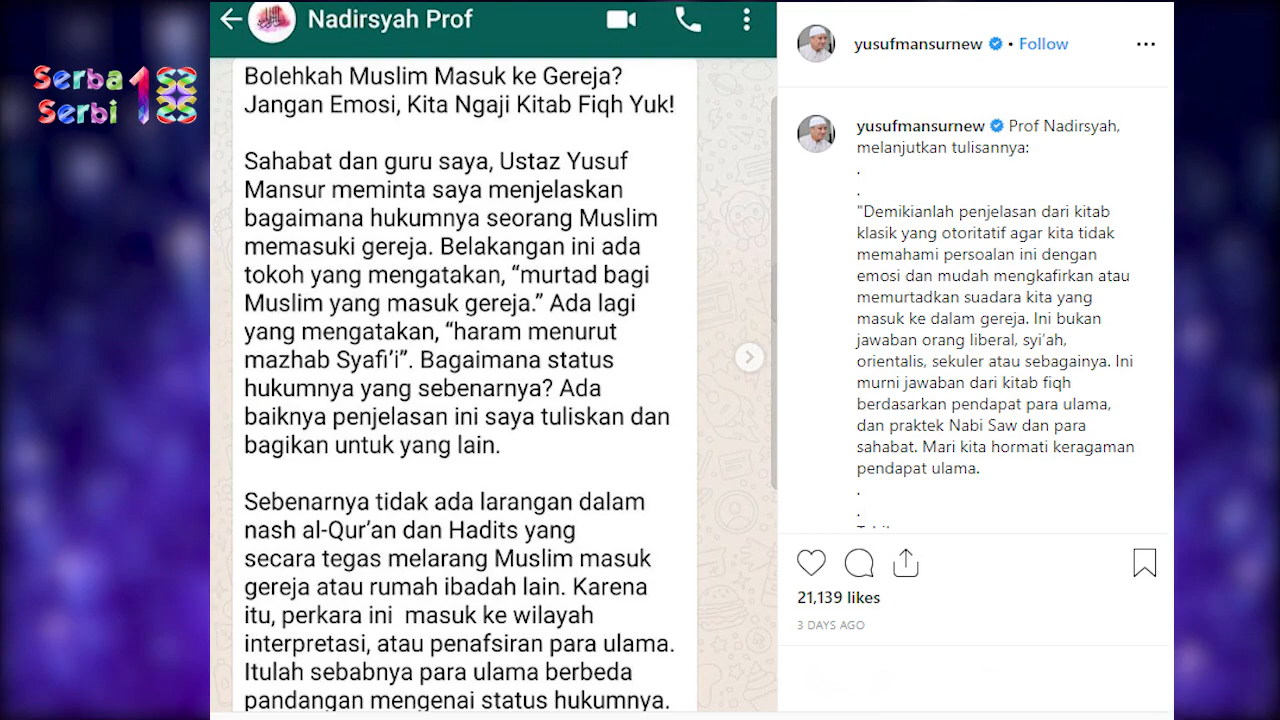 Serba
Serbi
18
Nadirsyah Prof
Bolehkah Muslim Masuk ke Gereja?
Jangan Emosi, Kita Ngaji Kitab Fiqh Yuk!
Sahabat dan guru saya, Ustaz Yusuf
Mansur meminta saya menjelaskan
bagaimana hukumnya seorang Muslim
memasuki gereja. Belakangan ini ada
tokoh yang mengatakan, “murtad bagi
Muslim yang masuk gereja.” Ada lagi
yang mengatakan, “haram menurut
mazhab Syafi’i”. Bagaimana status
hukumnya yang sebenarnya? Ada
baiknya penjelasan ini saya tuliskan dan
bagikan untuk yang lain.
Sebenarnya tidak ada larangan dalam
nash al-Qur’an dan Hadits yang
secara tegas melarang Muslim masuk
gereja atau rumah ibadah lain. Karena
itu, perkara ini masuk ke wilayah
interpretasi, atau penafsiran para ulama.
Itulah sebabnya para ulama berbeda
pandangan mengenai status hukumnya.
yusufmansurnew • Follow
yusufmansurnew Prof Nadirsyah,
melanjutkan tulisannya:
.
.
"Demikianlah penjelasan dari kitab
klasik yang otoritatif agar kita tidak
memahami persoalan ini dengan
emosi dan mudah mengkafirkan atau
memurtadkan suadara kita yang
masuk ke dalam gereja. Ini bukan
jawaban orang liberal, syi’ah,
orientalis, sekuler atau sebagainya. Ini
murni jawaban dari kitab fiqh
berdasarkan pendapat para ulama,
dan praktek Nabi Saw dan para
sahabat. Mari kita hormati keragaman
pendapat ulama.
.
.
21,139 likes
3 DAYS AGO